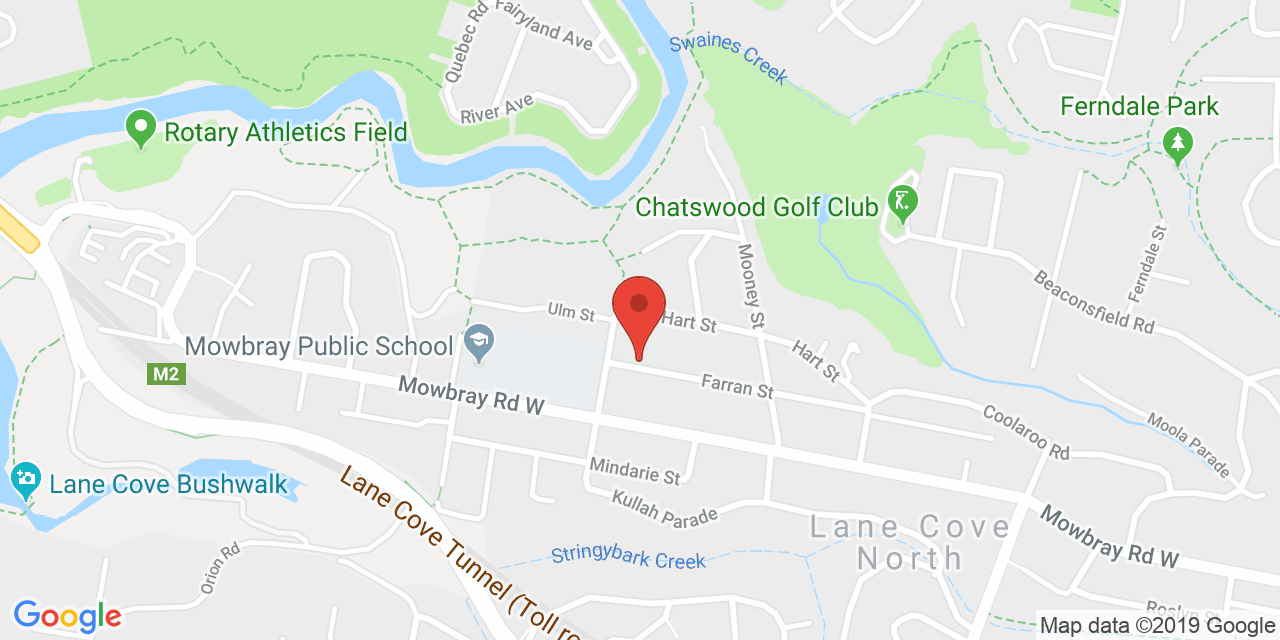 Quebec Rd
Fairyland Ave
Swaines Creek
River Ave
Ferndale Park
Rotary Athletics Field
Chatswood Golf Club
Mooney St
Ferndale St
Beaconsfield Rd
Ulm St
Hart St
Mowbray Public School
Hart St
M2
Mowbray Rd W
Farran St
Coolaroo Rd
Moola Parade
Mindarie St
Lane Cove Bushwalk
Kullah Parade
Lane Cove
North
Mowbray Rd W
Lane Cove Tunnel (Toll ro
Orion Rd
Stringybark Creek
Roslyn St
Google
Map data ©2019 Google